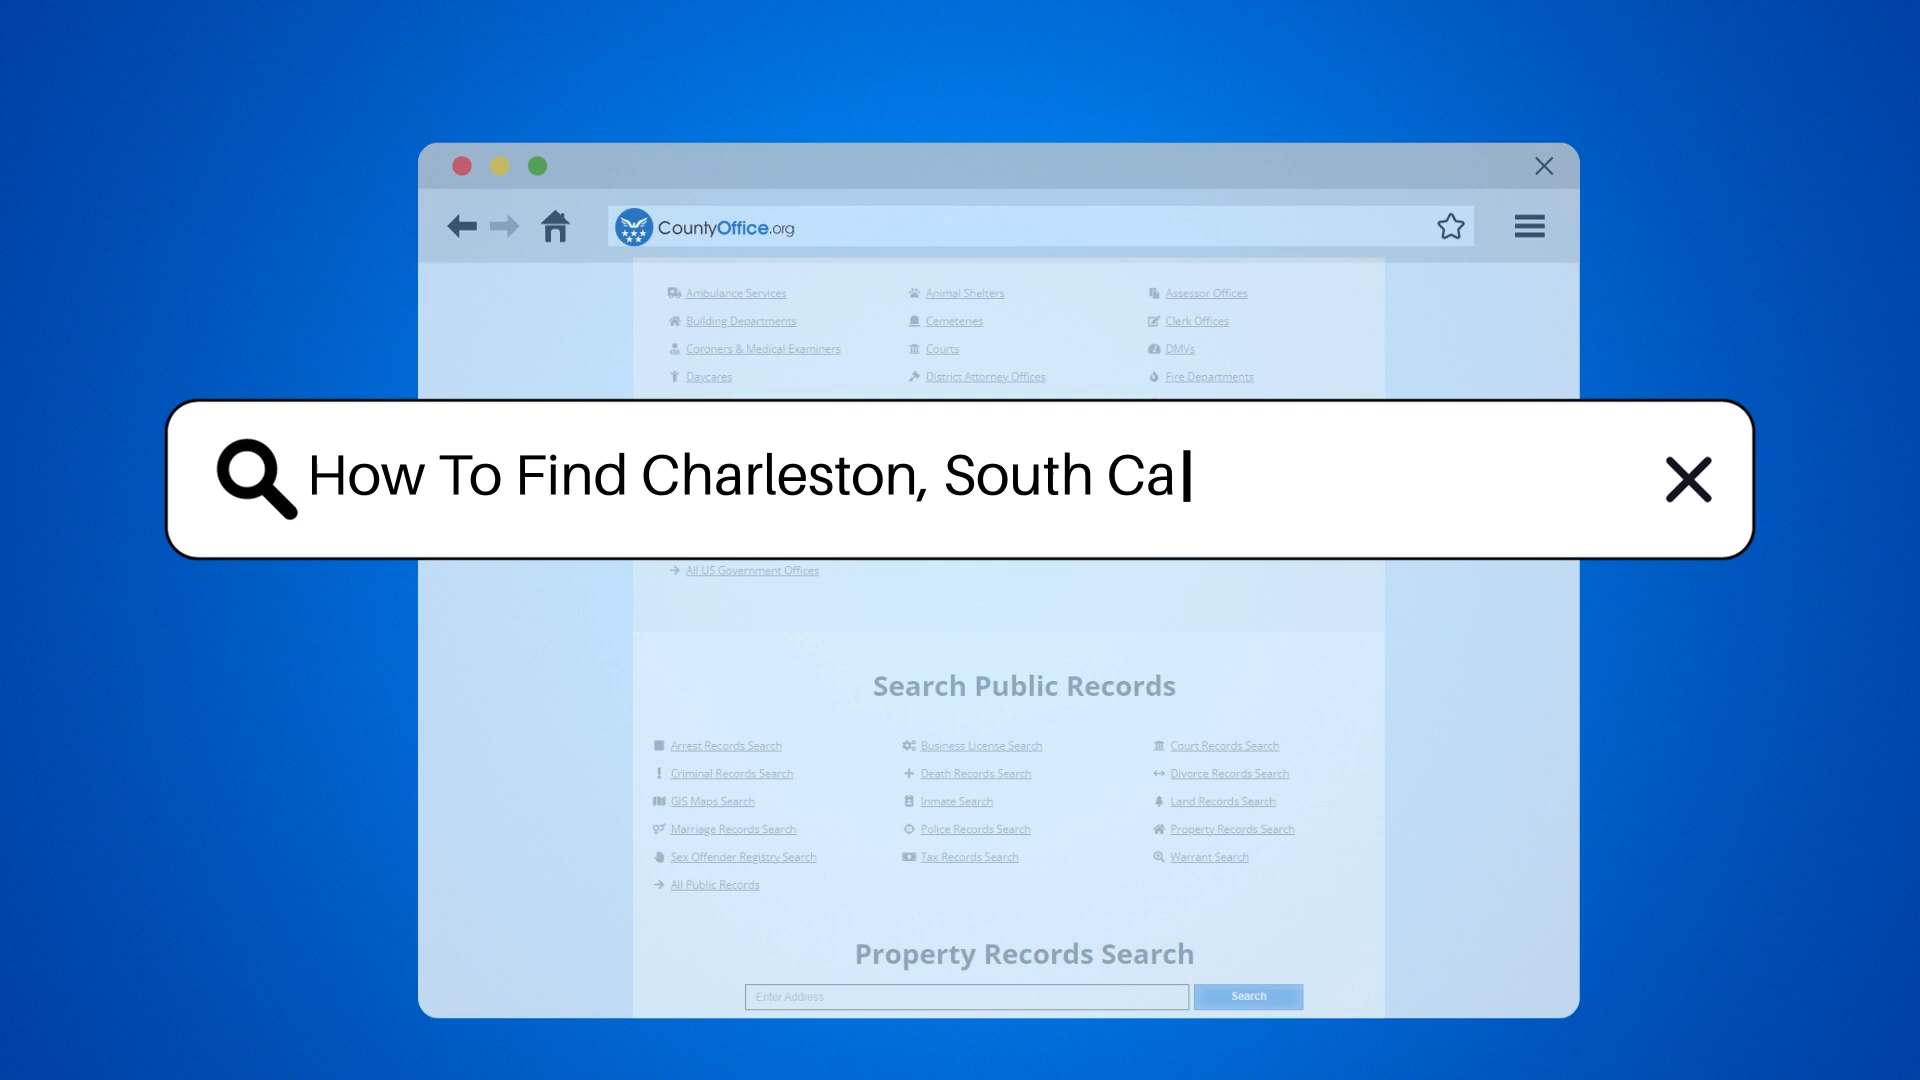 CountyOffice.org
Ambulance Services Animal Shelters Assessor Offices
Building Departments Cemeteries Clerk Offices
Coroners & Medical Examiners Courts DMVs
Daycares District Attorney Offices Fire Departments
How To Find Charleston, South Ca
All US Government Offices
Search Public Records
Arrest Records Search Business License Search Court Records Search
Criminal Records Search Death Records Search Divorce Records Search
GIS Maps Search Inmate Search Land Records Search
Marriage Records Search Police Records Search Property Records Search
Sex Offender Registry Search Tax Records Search Warrant Search
All Public Records
Property Records Search
Enter Address Search